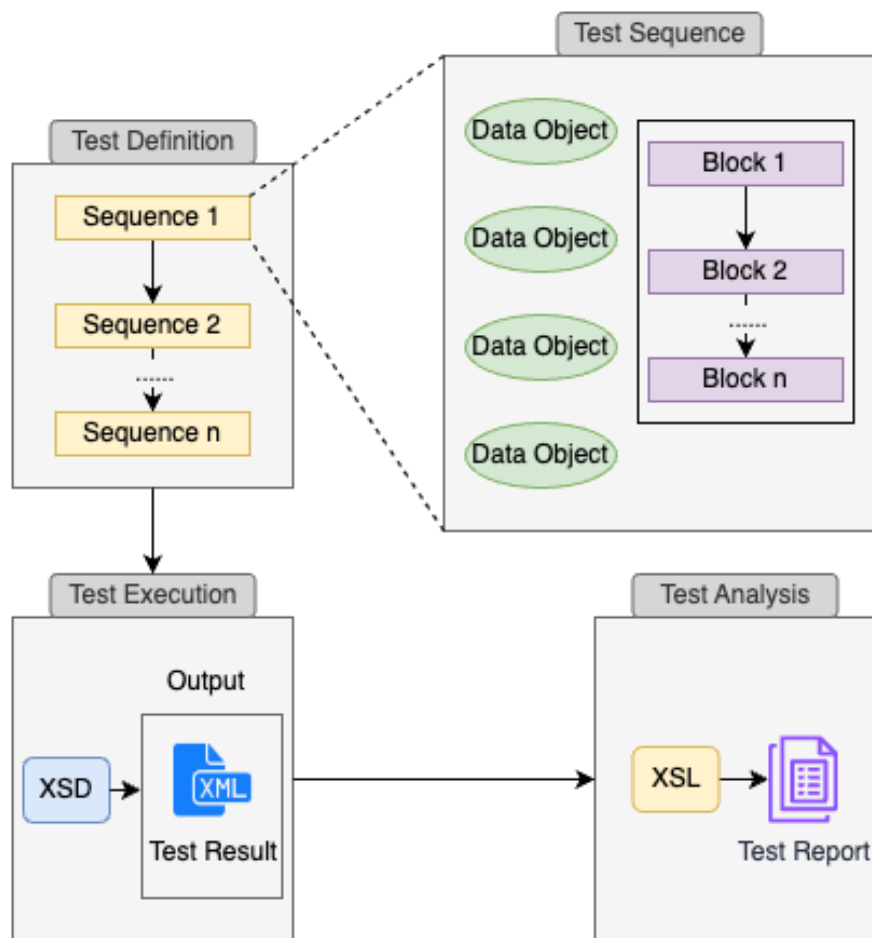 Test Sequence
Data Object
Data Object
Data Object
Data Object
Block 1
Block 2
Block n
Test Definition
Sequence 1
Sequence 2
Sequence n
Test Execution
Output
XSD
XML
Test Result
Test Analysis
XSL
Test Report